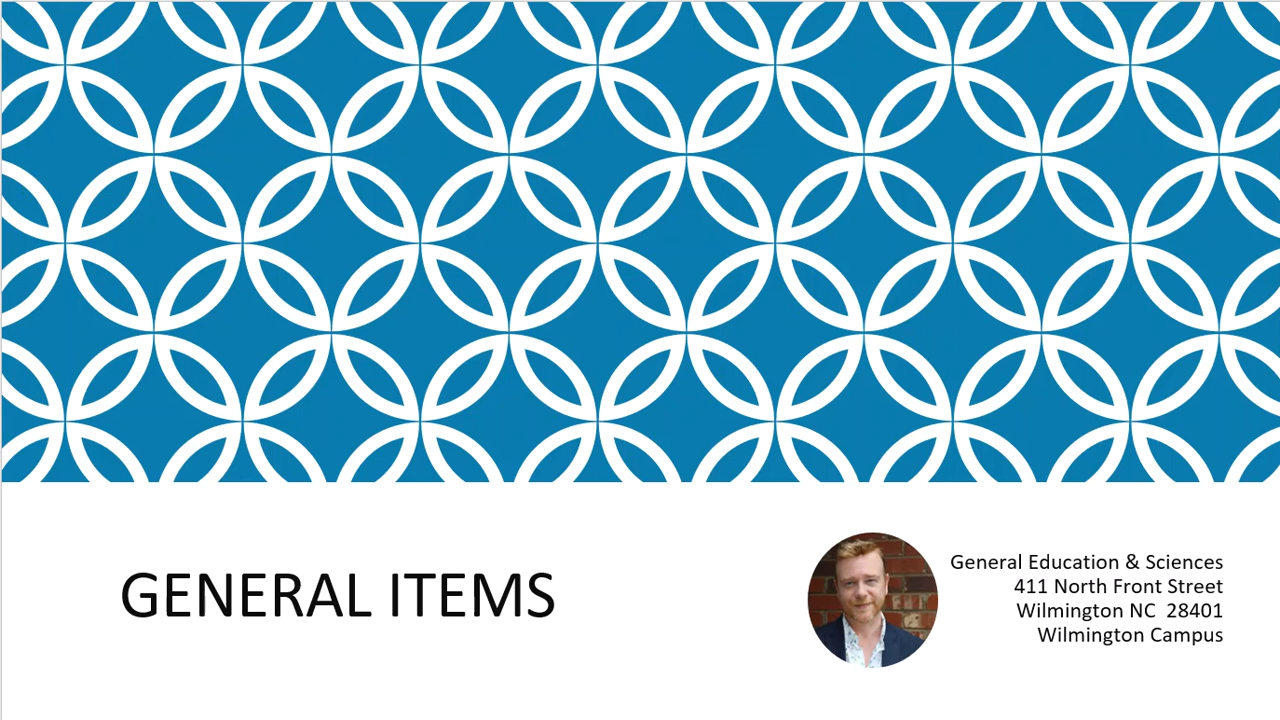 GENERAL ITEMS
General Education & Sciences
411 North Front Street
Wilmington NC  28401
Wilmington Campus